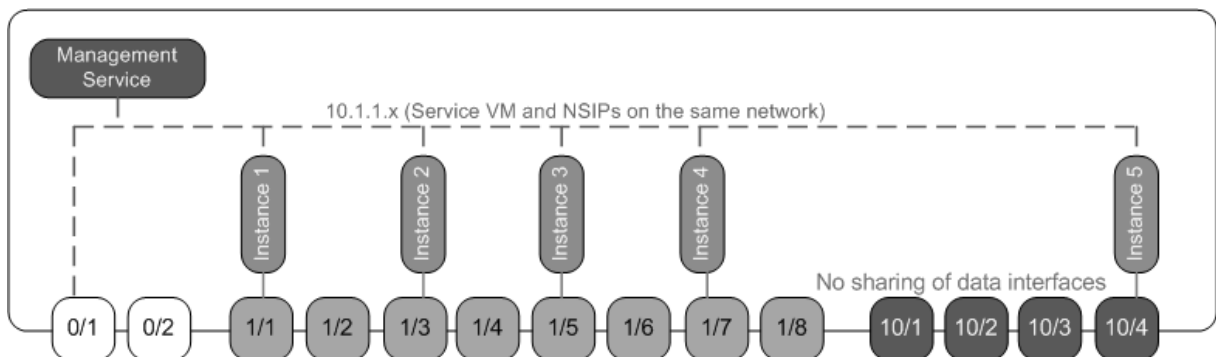 Management
Service
10.1.1.x (Service VM and NSIPs on the same network)
Instance 1
Instance 2
Instance 3
Instance 4
Instance 5
No sharing of data interfaces
0/1
0/2
1/1
1/2
1/3
1/4
1/5
1/6
1/7
1/8
10/1
10/2
10/3
10/4